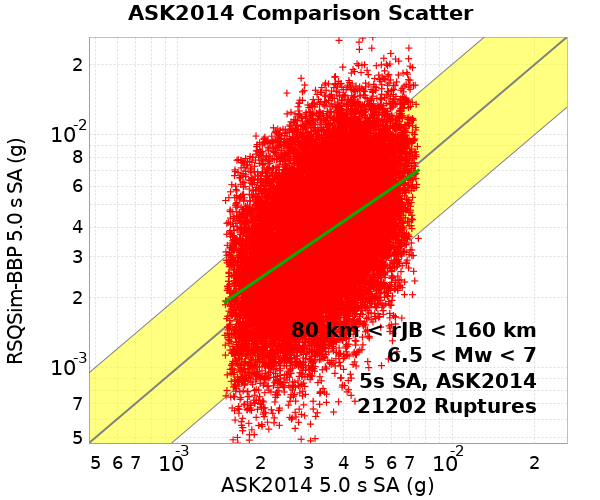 ASK2014 Comparison Scatter
RSQSim-BBP 5.0 s SA (g)
2
10-2
8
6
4
3
2
10-3
7
5
80 km < rJB < 160 km
6.5 < Mw < 7
5s SA, ASK2014
21202 Ruptures
5 6 7 10-3 2 3 4 5 6 7 10-2 2
ASK2014 5.0 s SA (g)